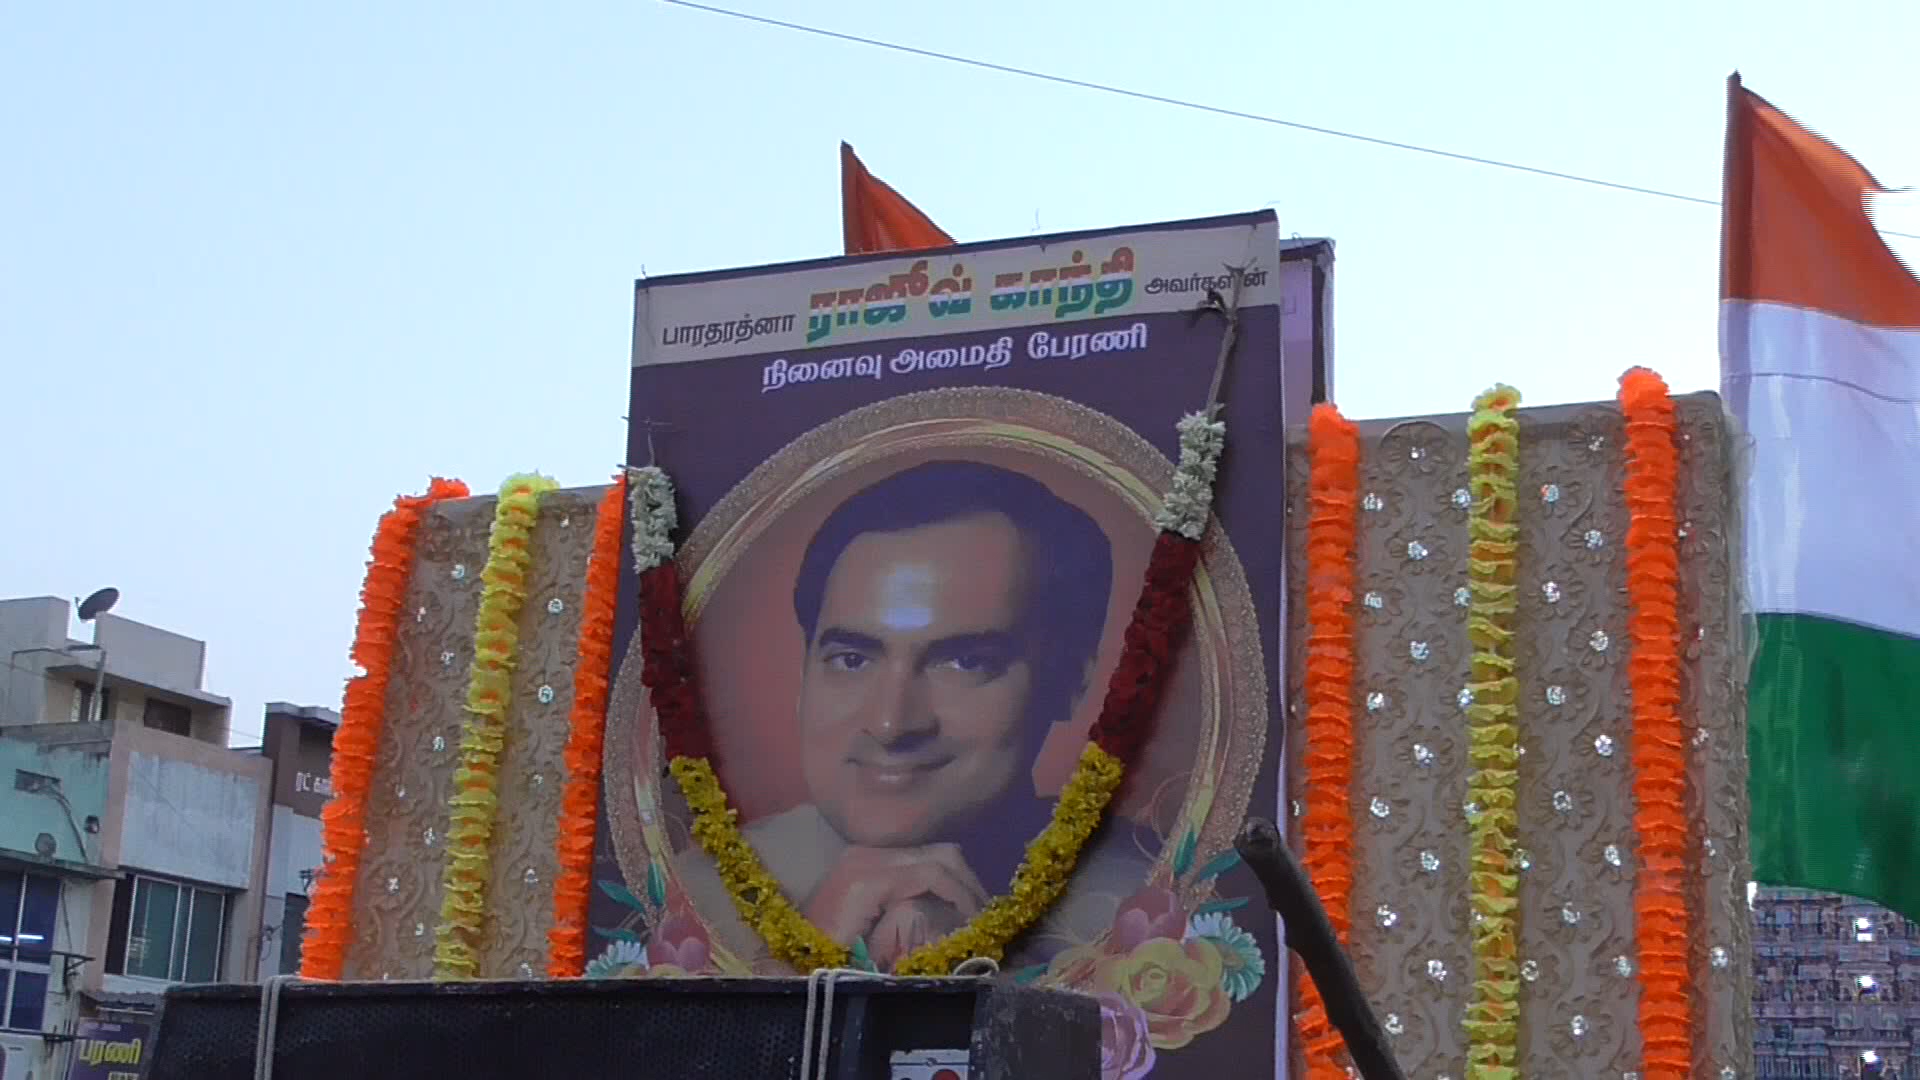 பாரதரத்னா ராஜீவ் காந்தி அவர்களின்
நினைவு அமைதி பேரணி
பரணி